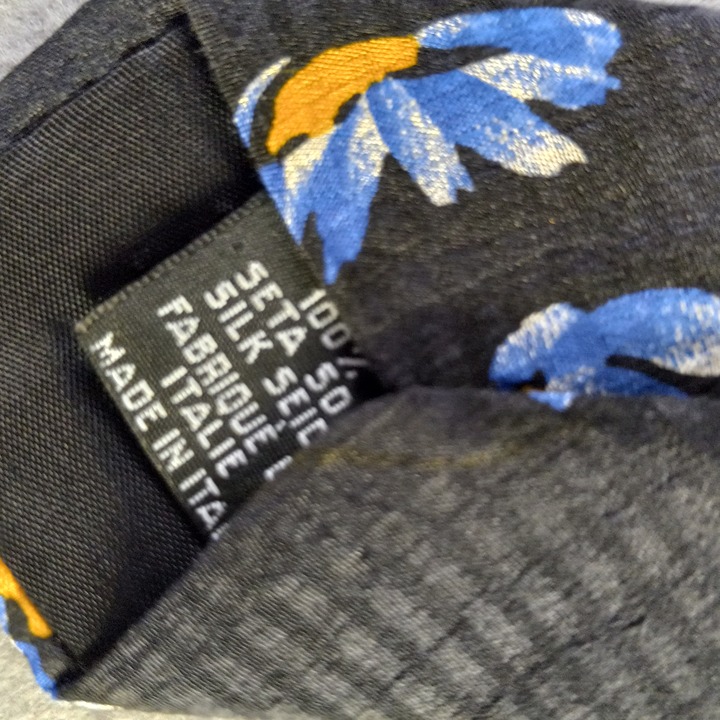 100%
SETA SO
SILK SEID
FABRIQUE
ITALIE
MADE IN ITA